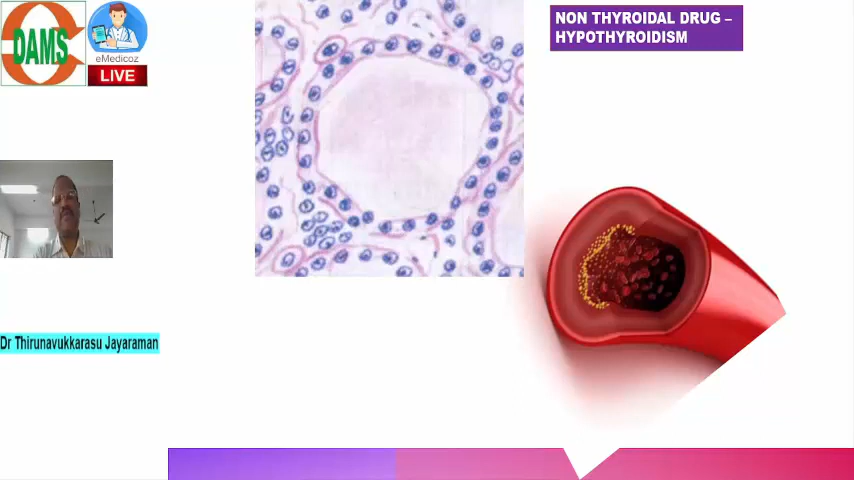 DAMS
eMedicoz
LIVE
NON THYROIDAL DRUG –
HYPOTHYROIDISM
Dr Thirunavukkarasu Jayaraman